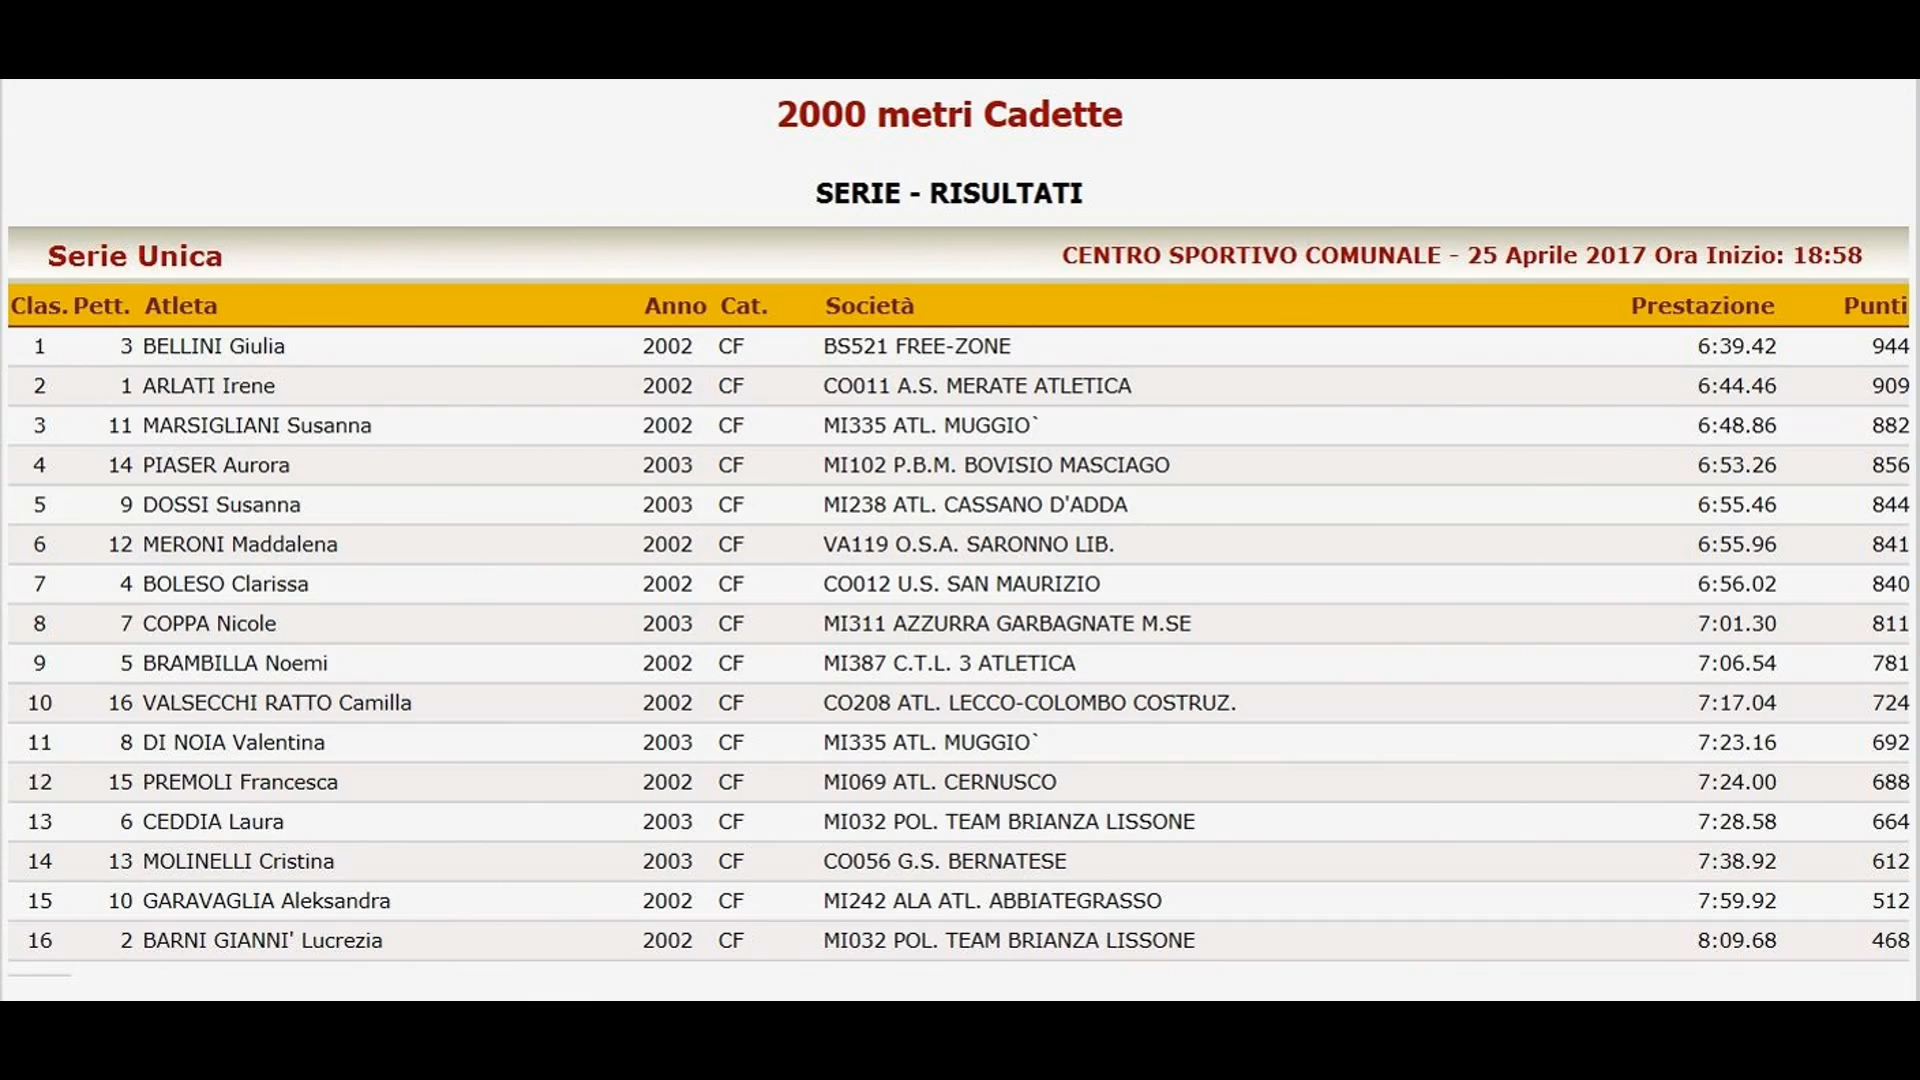 2000 metri Cadette
SERIE - RISULTATI
Serie Unica CENTRO SPORTIVO COMUNALE - 25 Aprile 2017 Ora Inizio: 18:58
Clas. Pett. Atleta Anno Cat. Società Prestazione Punti
1 3 BELLINI Giulia 2002 CF BS521 FREE-ZONE 6:39.42 944
2 1 ARLATI Irene 2002 CF CO011 A.S. MERATE ATLETICA 6:44.46 909
3 11 MARSIGLIANI Susanna 2002 CF MI335 ATL. MUGGIO` 6:48.86 882
4 14 PIASER Aurora 2003 CF MI102 P.B.M. BOVISIO MASCIAGO 6:53.26 856
5 9 DOSSI Susanna 2003 CF MI238 ATL. CASSANO D'ADDA 6:55.46 844
6 12 MERONI Maddalena 2002 CF VA119 O.S.A. SARONNO LIB. 6:55.96 841
7 4 BOLESO Clarissa 2002 CF CO012 U.S. SAN MAURIZIO 6:56.02 840
8 7 COPPA Nicole 2003 CF MI311 AZZURRA GARBAGNATE M.SE 7:01.30 811
9 5 BRAMBILLA Noemi 2002 CF MI387 C.T.L. 3 ATLETICA 7:06.54 781
10 16 VALSECCHI RATTO Camilla 2002 CF CO208 ATL. LECCO-COLOMBO COSTRUZ. 7:17.04 724
11 8 DI NOIA Valentina 2003 CF MI335 ATL. MUGGIO` 7:23.16 692
12 15 PREMOLI Francesca 2002 CF MI069 ATL. CERNUSCO 7:24.00 688
13 6 CEDDIA Laura 2003 CF MI032 POL. TEAM BRIANZA LISSONE 7:28.58 664
14 13 MOLINELLI Cristina 2003 CF CO056 G.S. BERNATESE 7:38.92 612
15 10 GARAVAGLIA Aleksandra 2002 CF MI242 ALA ATL. ABBIATEGRASSO 7:59.92 512
16 2 BARNI GIANNI' Lucrezia 2002 CF MI032 POL. TEAM BRIANZA LISSONE 8:09.68 468